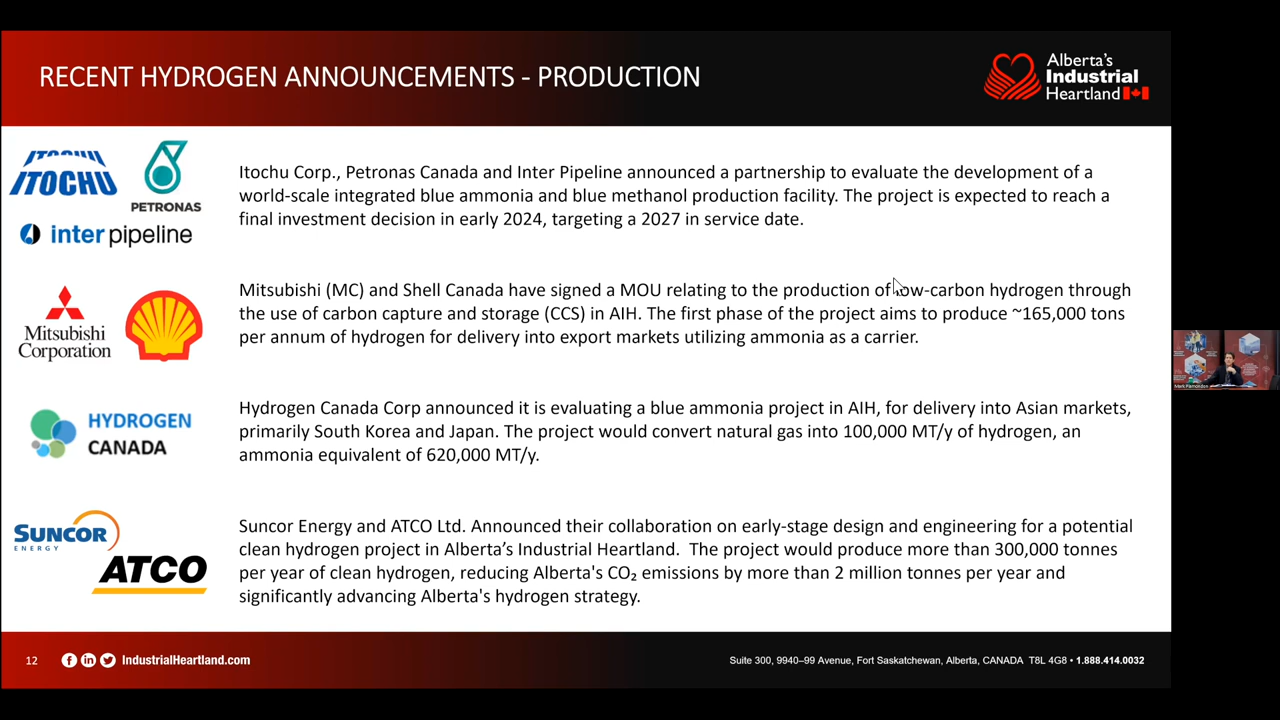 RECENT HYDROGEN ANNOUNCEMENTS - PRODUCTION
Alberta's
Industrial
Heartland
ITOCHU
ITOCHU
PETRONAS
inter pipeline
Itochu Corp., Petronas Canada and Inter Pipeline announced a partnership to evaluate the development of a
world-scale integrated blue ammonia and blue methanol production facility. The project is expected to reach a
final investment decision in early 2024, targeting a 2027 in service date.
Mitsubishi
Corporation
Mitsubishi (MC) and Shell Canada have signed a MOU relating to the production of low-carbon hydrogen through
the use of carbon capture and storage (CCS) in AIH. The first phase of the project aims to produce ~165,000 tons
per annum of hydrogen for delivery into export markets utilizing ammonia as a carrier.
HYDROGEN
CANADA
Hydrogen Canada Corp announced it is evaluating a blue ammonia project in AIH, for delivery into Asian markets,
primarily South Korea and Japan. The project would convert natural gas into 100,000 MT/y of hydrogen, an
ammonia equivalent of 620,000 MT/y.
SUNCOR
ENERGY
ATCO
Suncor Energy and ATCO Ltd. Announced their collaboration on early-stage design and engineering for a potential
clean hydrogen project in Alberta's Industrial Heartland. The project would produce more than 300,000 tonnes
per year of clean hydrogen, reducing Alberta's CO₂ emissions by more than 2 million tonnes per year and
significantly advancing Alberta's hydrogen strategy.
12
IndustrialHeartland.com
Suite 300, 9940–99 Avenue, Fort Saskatchewan, Alberta, CANADA T8L 4G8 • 1.888.414.0032